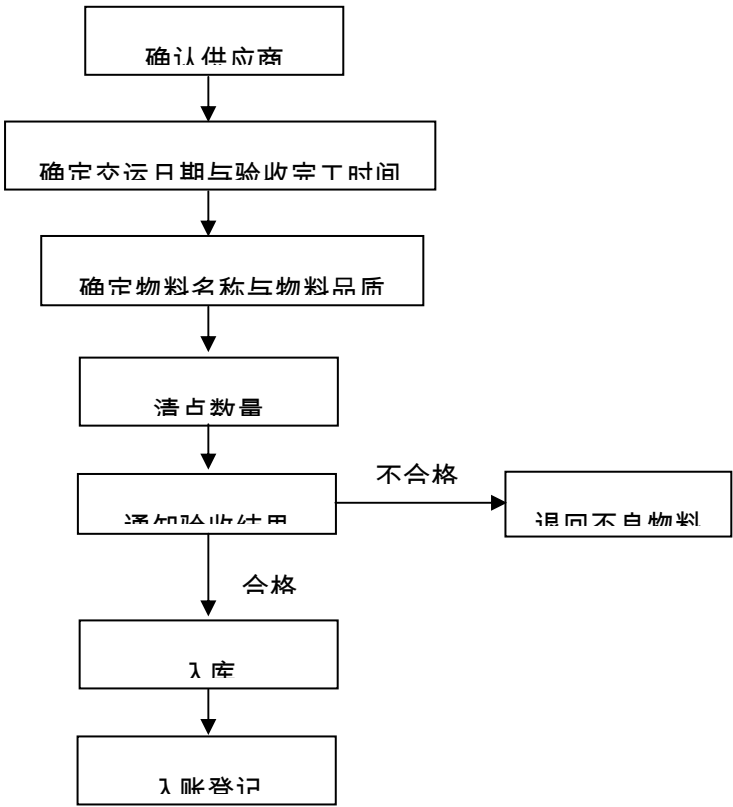 确认供应商
确定交运日期与验收完工时间
确定物料名称与物料品质
清点数量
通知验收结果
不合格
退回不良物料
合格
入库
入账登记